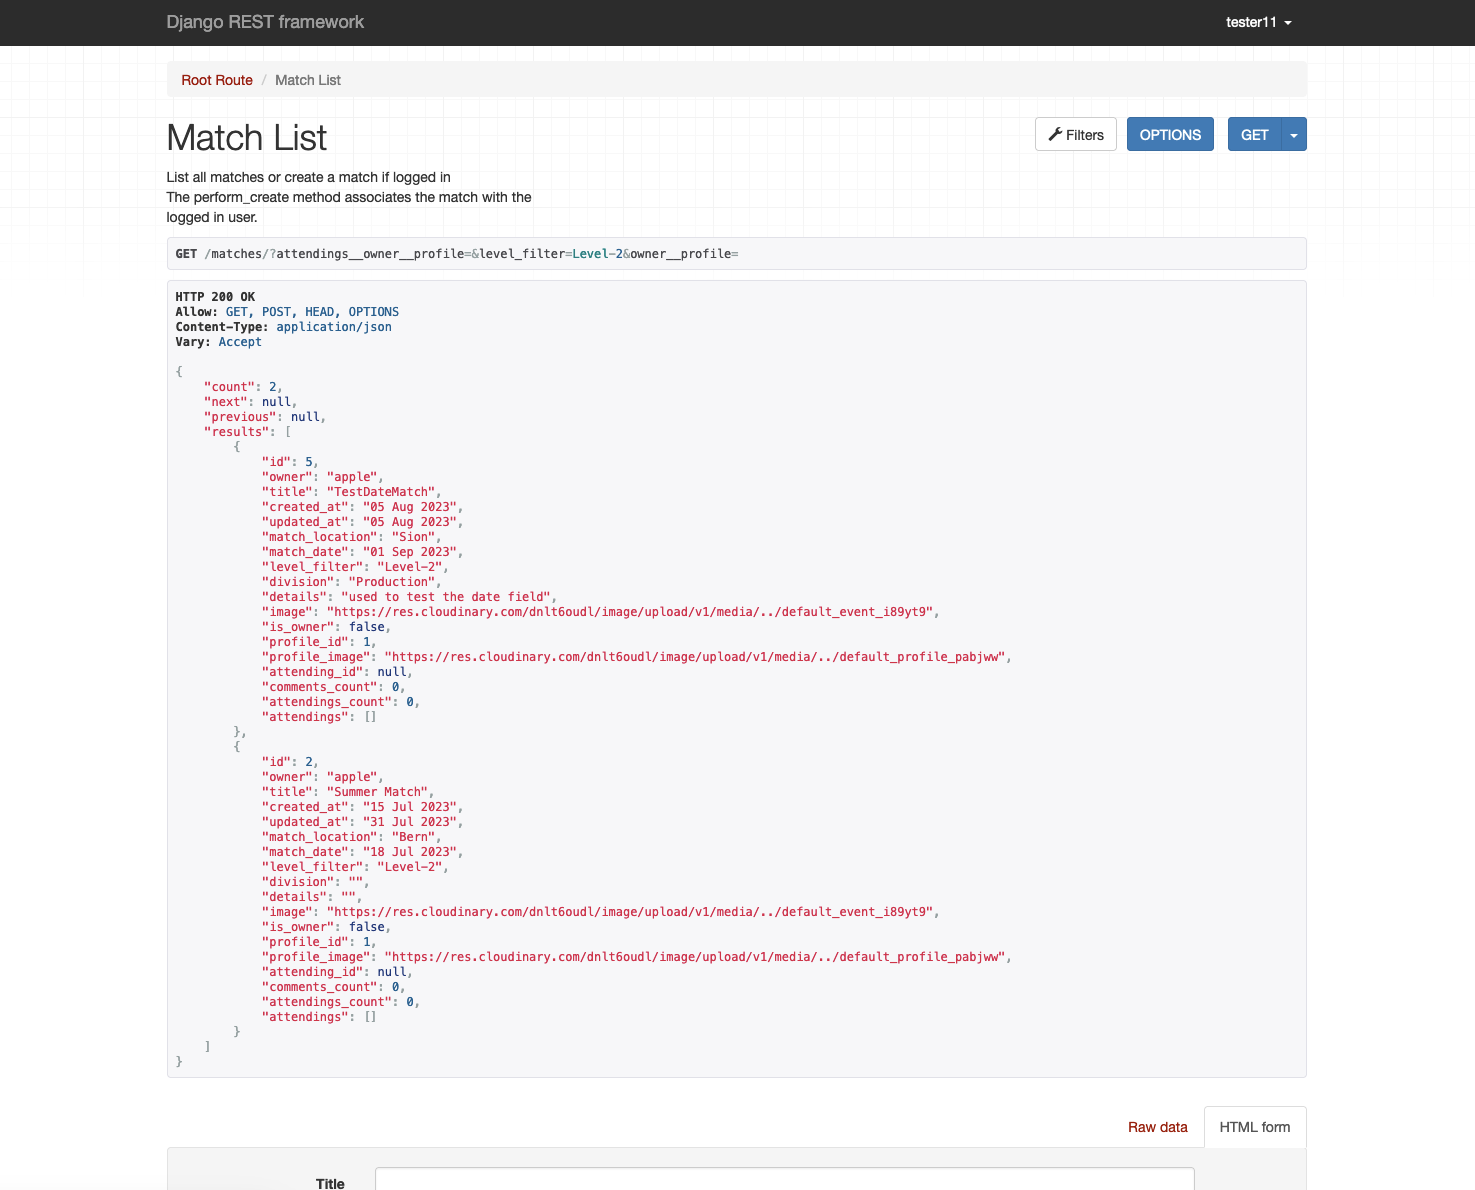 Django REST framework
tester11
Root Route / Match List
Match List
Filters
OPTIONS
GET
List all matches or create a match if logged in
The perform_create method associates the match with the
logged in user.
GET /matches/?attendings__owner__profile=&level_filter=Level-2&owner__profile=
HTTP 200 OK
Allow: GET, POST, HEAD, OPTIONS
Content-Type: application/json
Vary: Accept
{
"count": 2,
"next": null,
"previous": null,
"results": [
{
"id": 5,
"owner": "apple",
"title": "TestDateMatch",
"created_at": "05 Aug 2023",
"updated_at": "05 Aug 2023",
"match_location": "Sion",
"match_date": "01 Sep 2023",
"level_filter": "Level-2",
"division": "Production",
"details": "used to test the date field",
"image": "https://res.cloudinary.com/dnlt6oudl/image/upload/v1/media/../default_event_i89yt9",
"is_owner": false,
"profile_id": 1,
"profile_image": "https://res.cloudinary.com/dnlt6oudl/image/upload/v1/media/../default_profile_pabjww",
"attending_id": null,
"comments_count": 0,
"attendings_count": 0,
"attendings": []
},
{
"id": 2,
"owner": "apple",
"title": "Summer Match",
"created_at": "15 Jul 2023",
"updated_at": "31 Jul 2023",
"match_location": "Bern",
"match_date": "18 Jul 2023",
"level_filter": "Level-2",
"division": "",
"details": "",
"image": "https://res.cloudinary.com/dnlt6oudl/image/upload/v1/media/../default_event_i89yt9",
"is_owner": false,
"profile_id": 1,
"profile_image": "https://res.cloudinary.com/dnlt6oudl/image/upload/v1/media/../default_profile_pabjww",
"attending_id": null,
"comments_count": 0,
"attendings_count": 0,
"attendings": []
}
]
}
Raw data
HTML form
Title